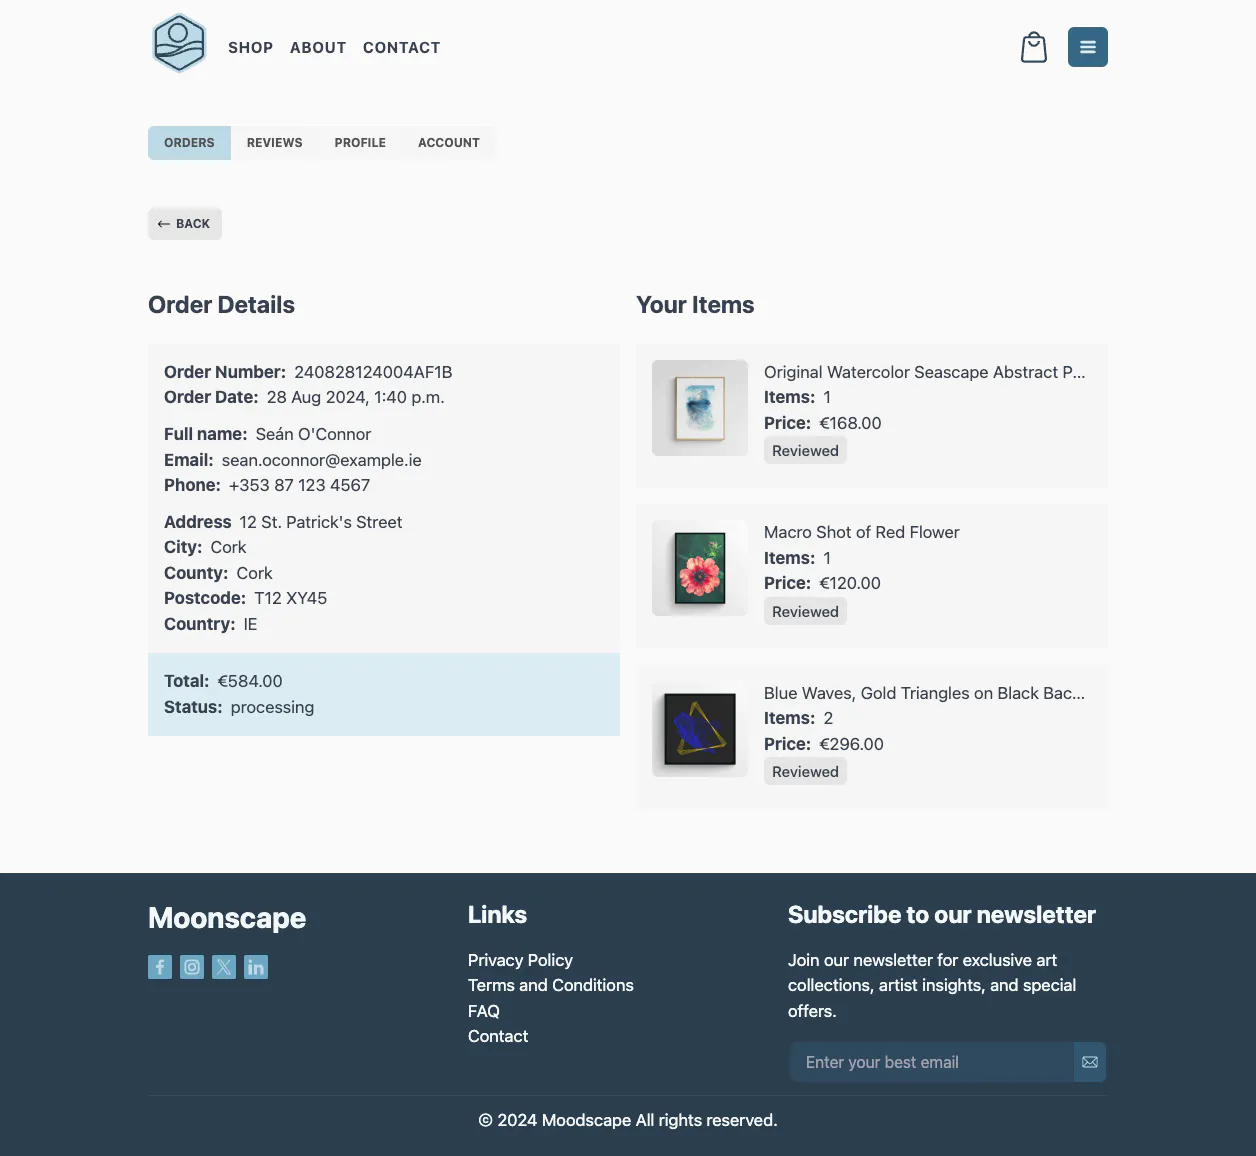 SHOP ABOUT CONTACT
ORDERS REVIEWS PROFILE ACCOUNT
← BACK
Order Details
Order Number: 240828124004AF1B
Order Date: 28 Aug 2024, 1:40 p.m.
Full name: Seán O'Connor
Email: sean.oconnor@example.ie
Phone: +353 87 123 4567
Address 12 St. Patrick's Street
City: Cork
County: Cork
Postcode: T12 XY45
Country: IE
Total: €584.00
Status: processing
Your Items
Original Watercolor Seascape Abstract P...
Items: 1
Price: €168.00
Reviewed
Macro Shot of Red Flower
Items: 1
Price: €120.00
Reviewed
Blue Waves, Gold Triangles on Black Bac...
Items: 2
Price: €296.00
Reviewed
Moonscape
Links
Privacy Policy
Terms and Conditions
FAQ
Contact
Subscribe to our newsletter
Join our newsletter for exclusive art
collections, artist insights, and special
offers.
Enter your best email
© 2024 Moodscape All rights reserved.